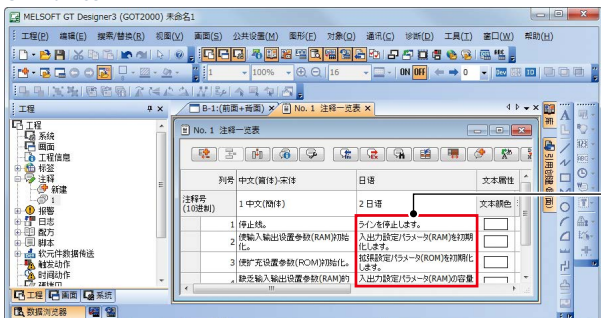 MELSOFT GT Designer3 (GOT2000) 未命名1
工程(P) 编辑(E) 搜索/替换(R) 视图(V) 画面(S) 公共设置(M) 图形(F) 对象(O) 通讯(C) 诊断(D) 工具(T) 窗口(W) 帮助(H)
1 100% 16 ON OFF 0
工程
B-1:(前面+背面) No. 1 注释一览表
工程
系统
画面
工程信息
标签
注释
新建
1
报警
日志
配方
脚本
软元件数据传送
触发动作
时间动作
No. 1 注释一览表
列号 中文(简体)-宋体 日语 文本属性
注释号
(10进制) 1 中文(简体) 2 日语 文本颜色
1 停止线。 ラインを停止します。
2 使输入输出设置参数(RAM)初始化。 入出力設定パラメータ(RAM)を初期化します。
3 使扩充设置参数(ROM)初始化。 拡張設定パラメータ(ROM)を初期化します。
入出力設定パラメータ(RAM)の容量
工程 画面 系统
数据浏览器